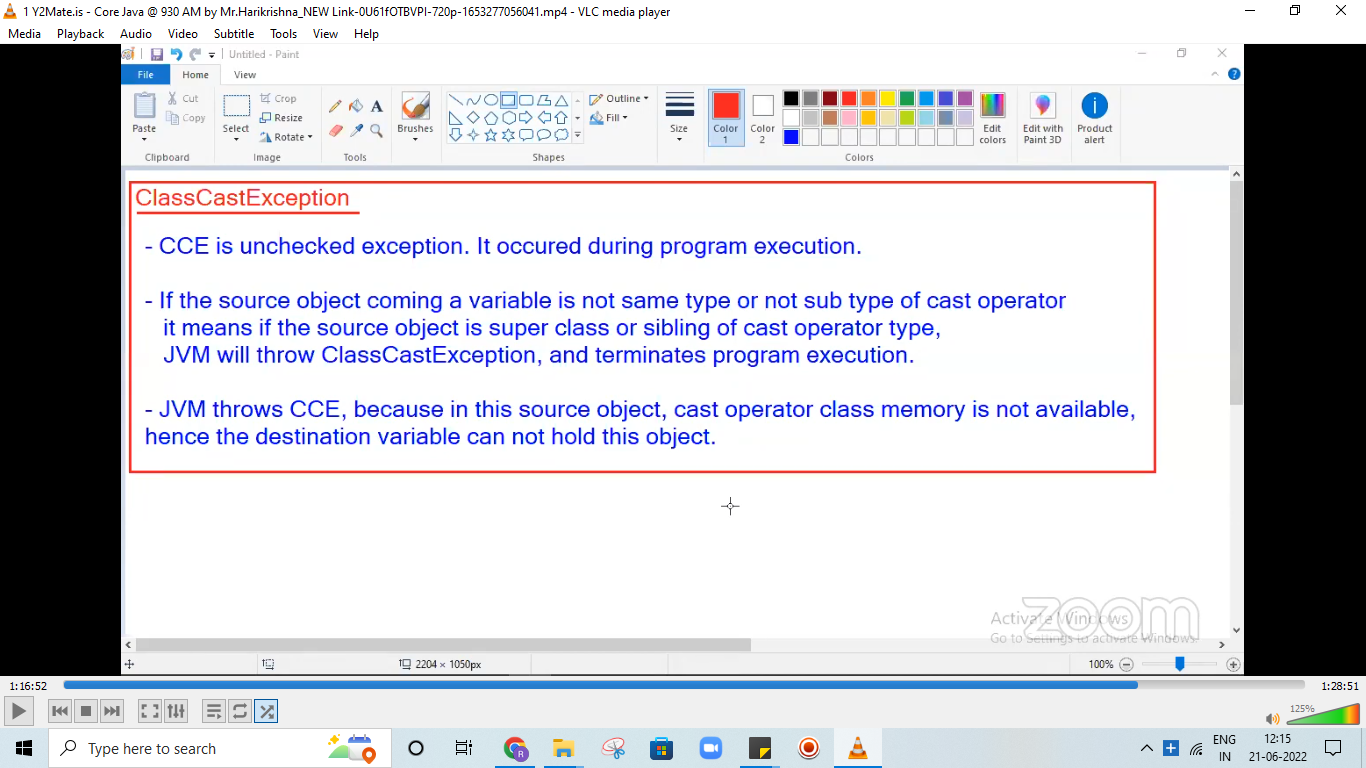 1 Y2Mate.is - Core Java @ 930 AM by Mr.Harikrishna_NEW Link-0U61fOTBVPI-720p-1653277056041.mp4 - VLC media player
Media Playback Audio Video Subtitle Tools View Help
Untitled - Paint
File Home View
Paste Cut Copy
Select Crop Resize Rotate
Brushes
Outline Fill
Size
Color 1
Color 2
Edit colors
Edit with Paint 3D
Product alert
Clipboard Image Tools Shapes Colors
ClassCastException
- CCE is unchecked exception. It occured during program execution.
- If the source object coming a variable is not same type or not sub type of cast operator
it means if the source object is super class or sibling of cast operator type,
JVM will throw ClassCastException, and terminates program execution.
- JVM throws CCE, because in this source object, cast operator class memory is not available,
hence the destination variable can not hold this object.
zoom
Activate Windows
Go to Settings to activate Windows.
2204 × 1050px 100%
1:16:52 1:28:51
125%
Type here to search
ENG 12:15
IN 21-06-2022